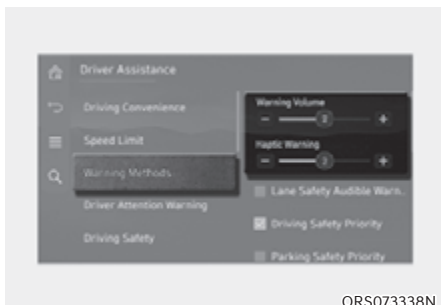 Driver Assistance
Driving Convenience
Speed Limit
Warning Methods
Driver Attention Warning
Driving Safety
Warning Volume
Haptic Warning
Lane Safety Audible Warn.
Driving Safety Priority
Parking Safety Priority
ORS073338N